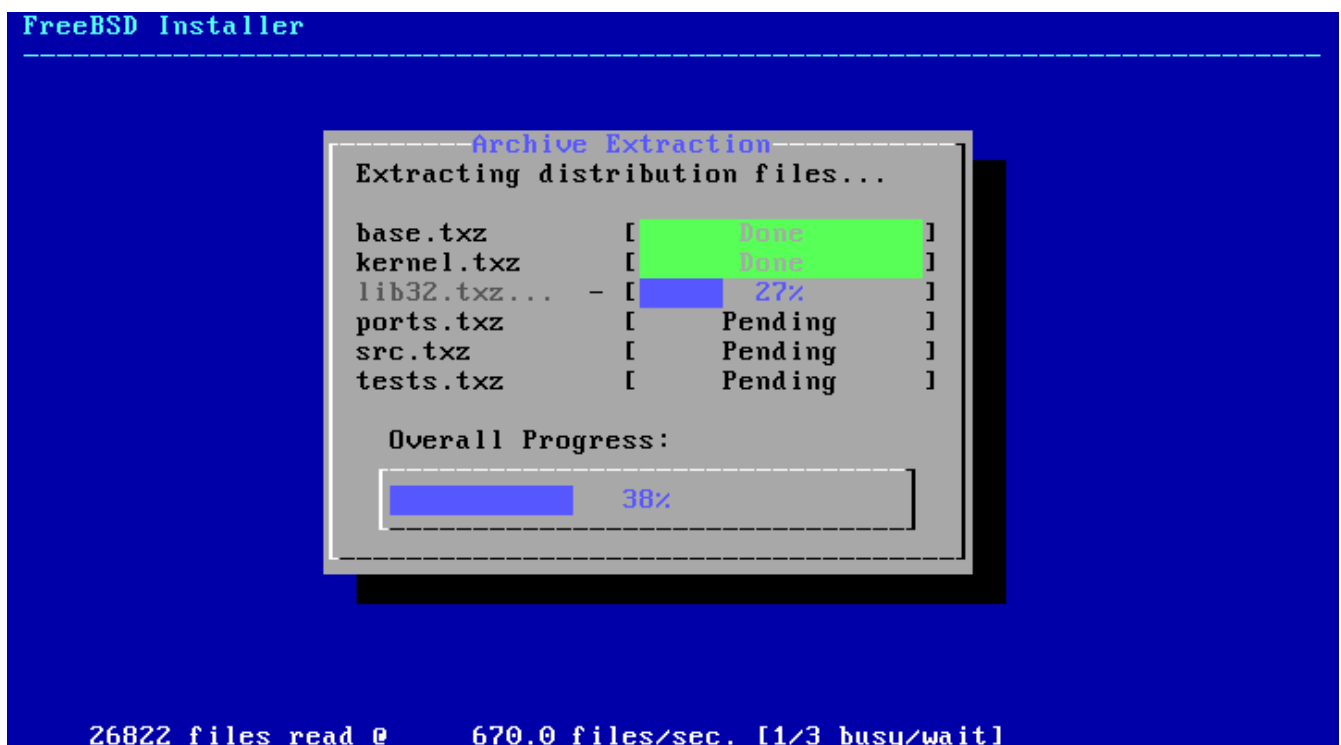 FreeBSD Installer
Archive Extraction
Extracting distribution files...
base.txz [ Done ]
kernel.txz [ Done ]
lib32.txz... - [ 27% ]
ports.txz [ Pending ]
src.txz [ Pending ]
tests.txz [ Pending ]
Overall Progress:
38%
26822 files read @ 670.0 files/sec. [1/3 busy/wait]